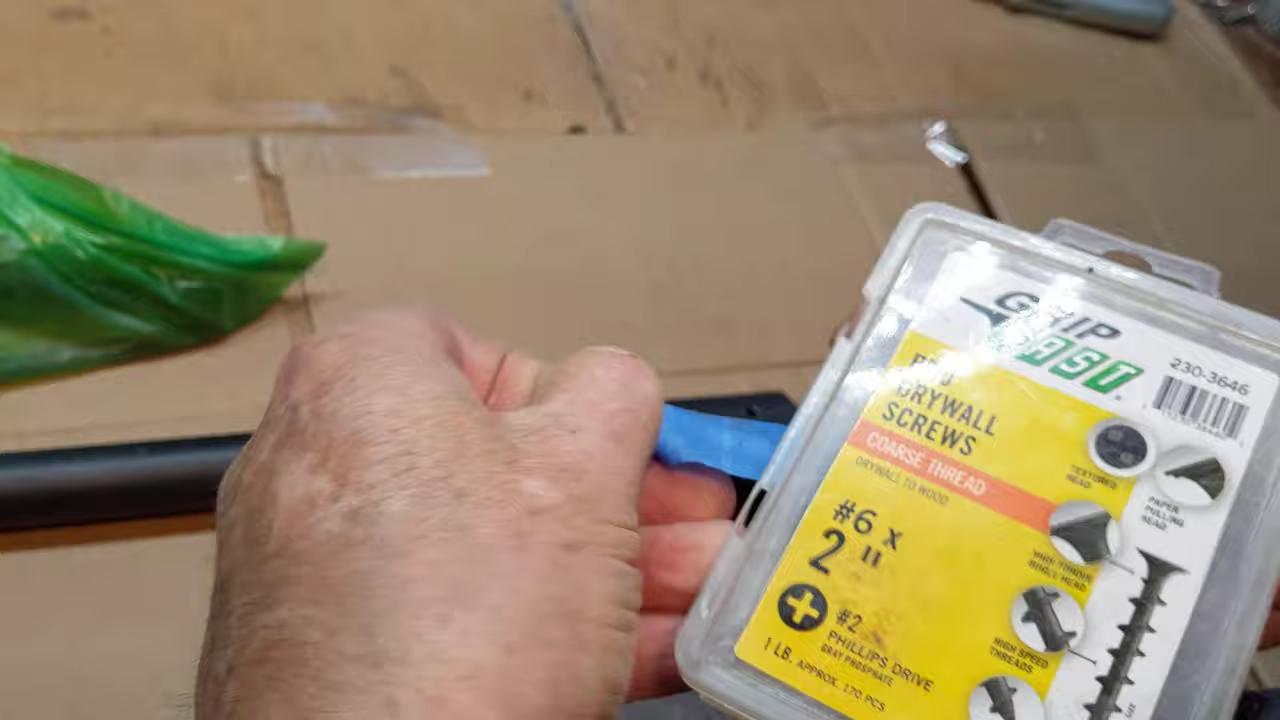 GRIP
FAST
230-3646
DRYWALL
SCREWS
COARSE THREAD
DRYWALL TO WOOD
#6 x
2"
#2
PHILLIPS DRIVE
GRAY PHOSPHATE
1 LB. APPROX. 170 PCS
TEXTURED
HEAD
PAPER
PULLING
HEAD
HIGH SPEED
THREADS